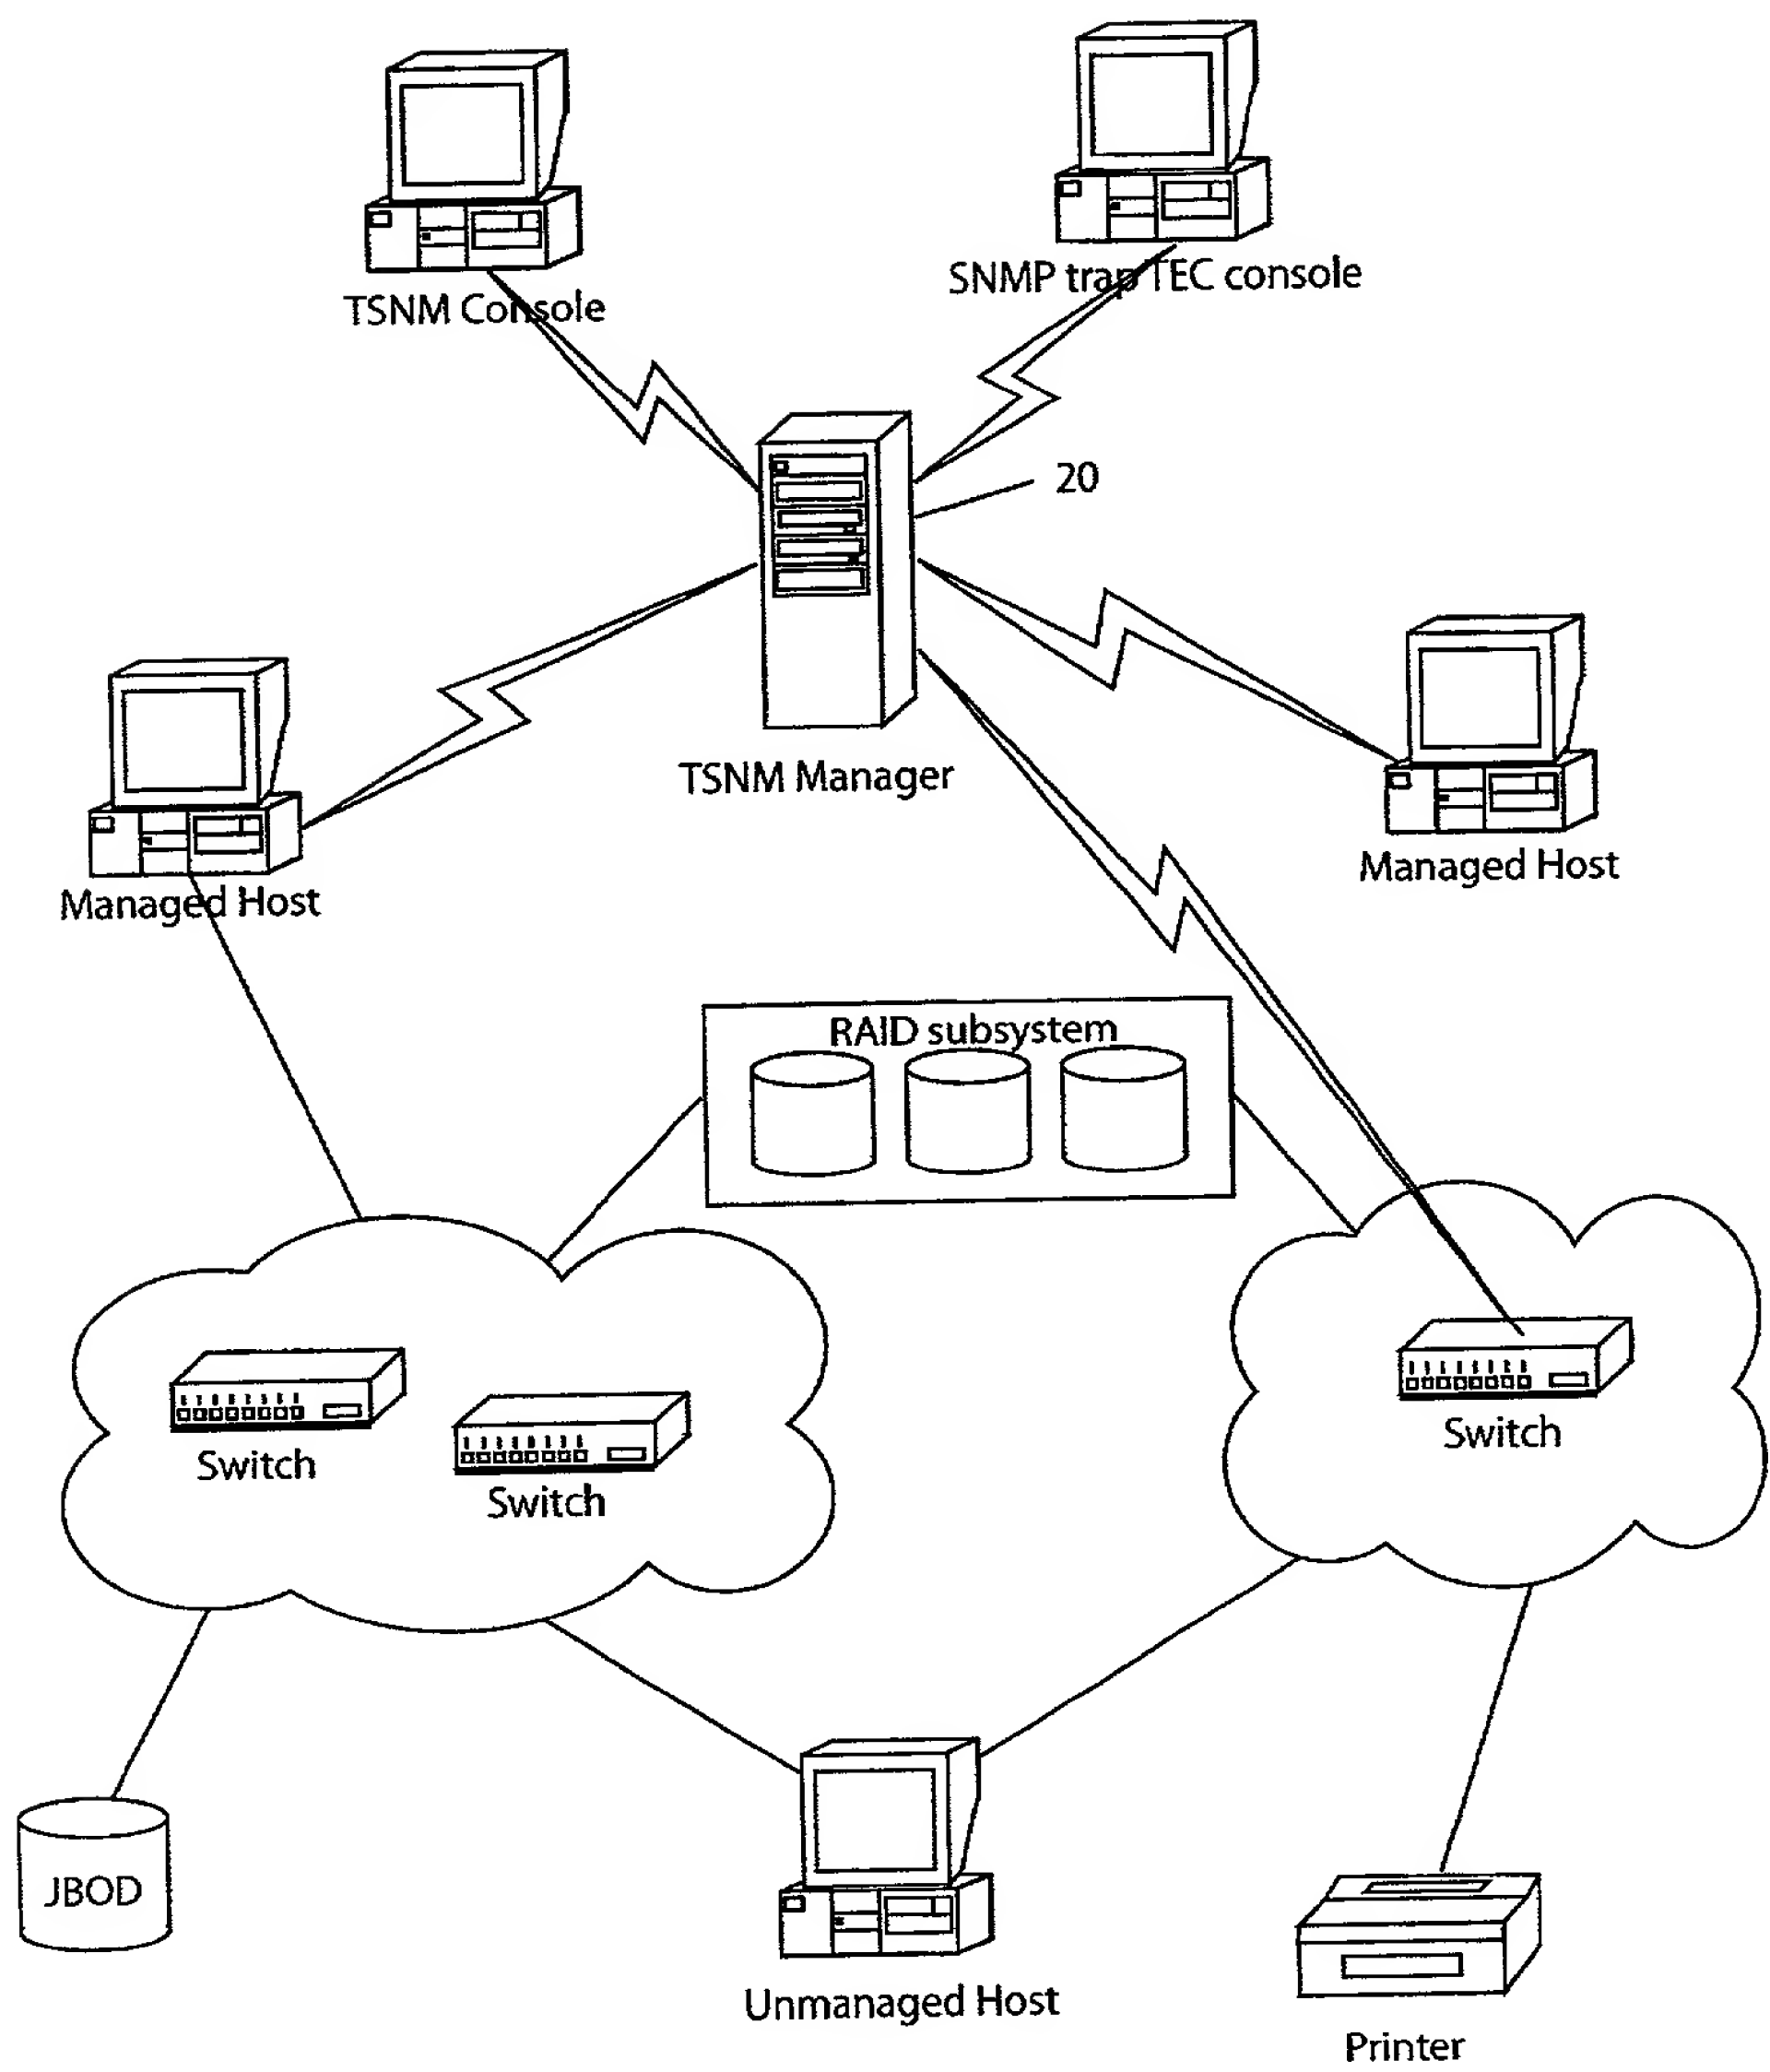 SNMP trap TEC console
TSNM Console
20
TSNM Manager
Managed Host
Managed Host
RAID subsystem
Switch
Switch
Switch
JBOD
Unmanaged Host
Printer